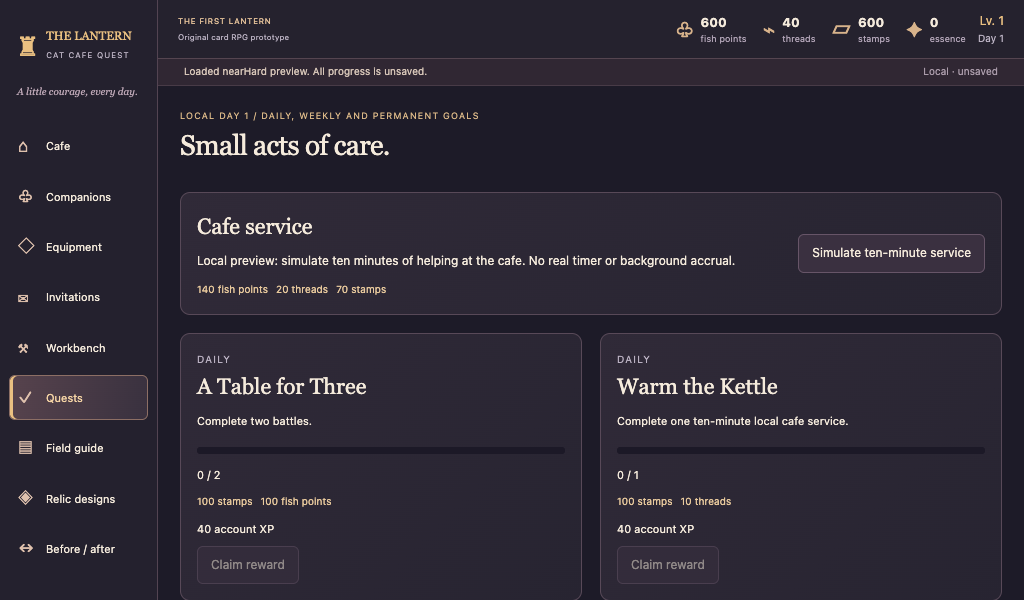 THE LANTERN
CAT CAFE QUEST
A little courage, every day.
Cafe
Companions
Equipment
Invitations
Workbench
Quests
Field guide
Relic designs
Before / after
THE FIRST LANTERN
Original card RPG prototype
600
fish points
40
threads
600
stamps
0
essence
Lv. 1
Day 1
Loaded nearHard preview. All progress is unsaved.
Local · unsaved
LOCAL DAY 1 / DAILY, WEEKLY AND PERMANENT GOALS
Small acts of care.
Cafe service
Local preview: simulate ten minutes of helping at the cafe. No real timer or background accrual.
140 fish points 20 threads 70 stamps
Simulate ten-minute service
DAILY
A Table for Three
Complete two battles.
0 / 2
100 stamps 100 fish points
40 account XP
Claim reward
DAILY
Warm the Kettle
Complete one ten-minute local cafe service.
0 / 1
100 stamps 10 threads
40 account XP
Claim reward